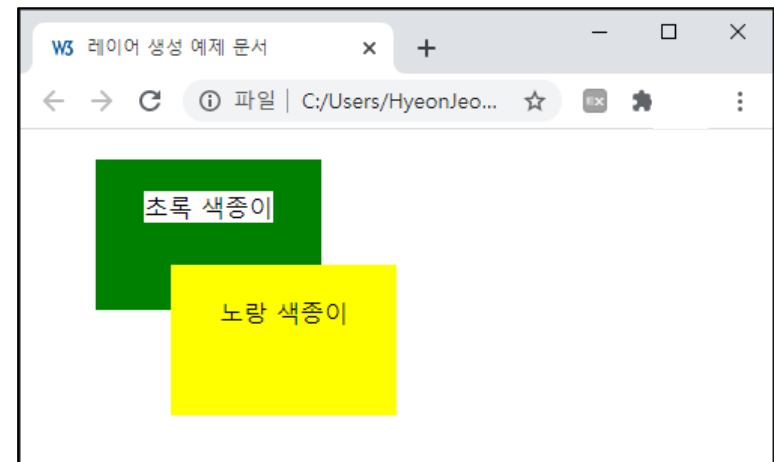 W3 레이어 생성 예제 문서
파일 | C:/Users/HyeonJeo...
초록 색종이
노랑 색종이